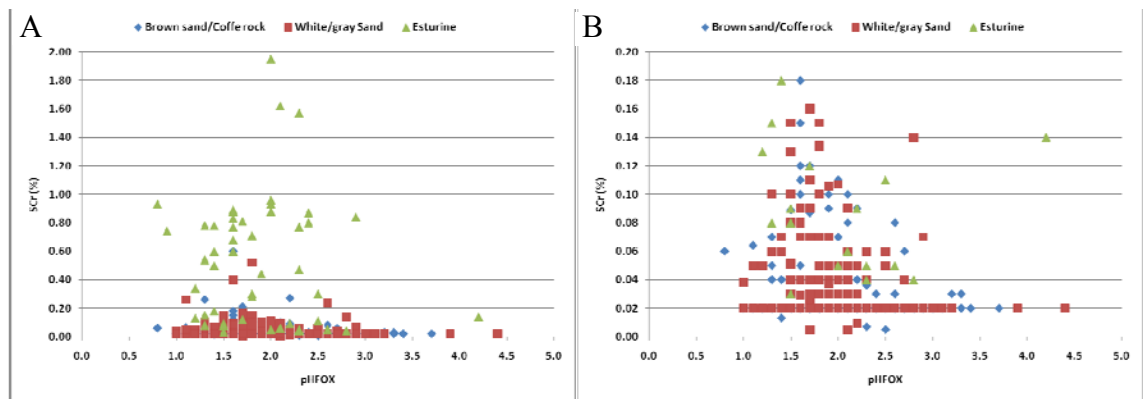 A
Brown sand/Coffe rock White/gray Sand Esturine
2.00
1.80
1.60
1.40
1.20
1.00
0.80
0.60
0.40
0.20
0.00
SCr (%)
0.0 0.5 1.0 1.5 2.0 2.5 3.0 3.5 4.0 4.5 5.0
pHFOX
B
Brown sand/Coffe rock White/gray Sand Esturine
0.20
0.18
0.16
0.14
0.12
0.10
0.08
0.06
0.04
0.02
0.00
SCr (%)
0.0 0.5 1.0 1.5 2.0 2.5 3.0 3.5 4.0 4.5 5.0
pHFOX